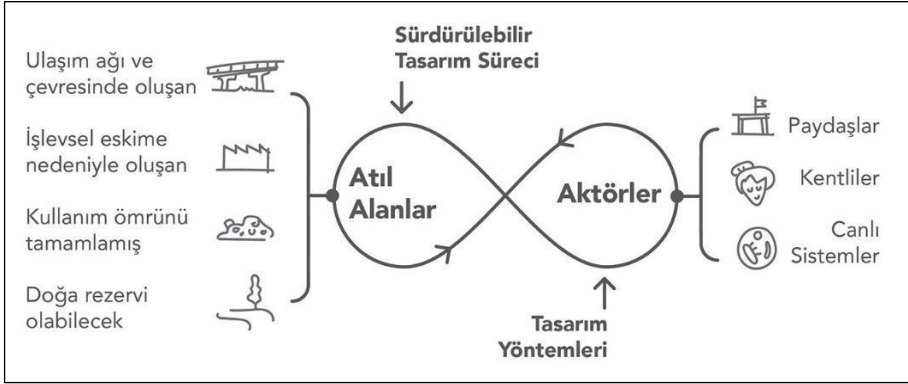 Sürdürülebilir
Tasarım Süreci
Ulaşım ağı ve
çevresinde oluşan
İşlevsel eskime
nedeniyle oluşan
Kullanım ömrünü
tamamlamış
Doğa rezervi
olabilecek
Atıl
Alanlar
Aktörler
Paydaşlar
Kentliler
Canlı
Sistemler
Tasarım
Yöntemleri